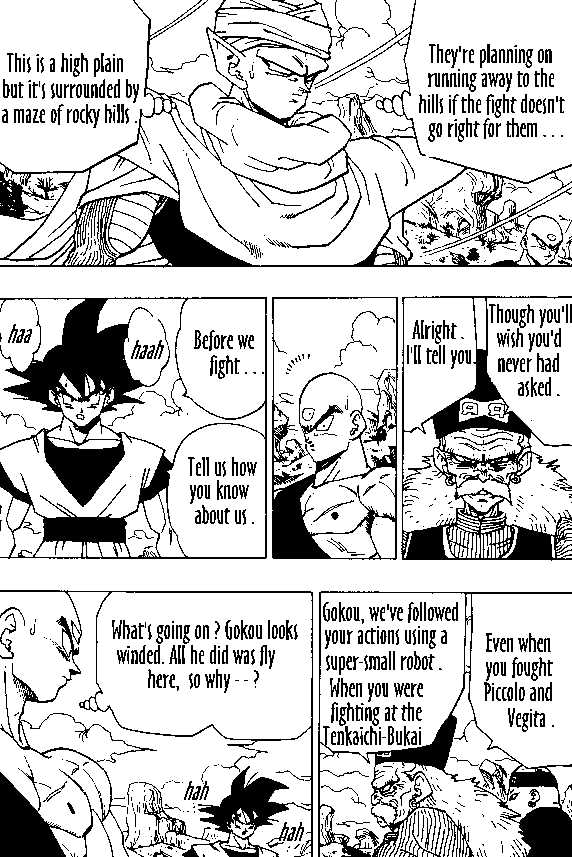 This is a high plain
but it's surrounded by
a maze of rocky hills .
They're planning on
running away to the
hills if the fight doesn't
go right for them . . .
haa
haah
Before we
fight . . .
Tell us how
you know
about us .
Alright .
I'll tell you.
Though you'll
wish you'd
never had
asked .
R R
What's going on ? Gokou looks
winded. All he did was fly
here, so why - - ?
hah
hah
Gokou, we've followed
your actions using a
super-small robot .
When you were
fighting at the
Tenkaichi-Bukai
Even when
you fought
Piccolo and
Vegita .